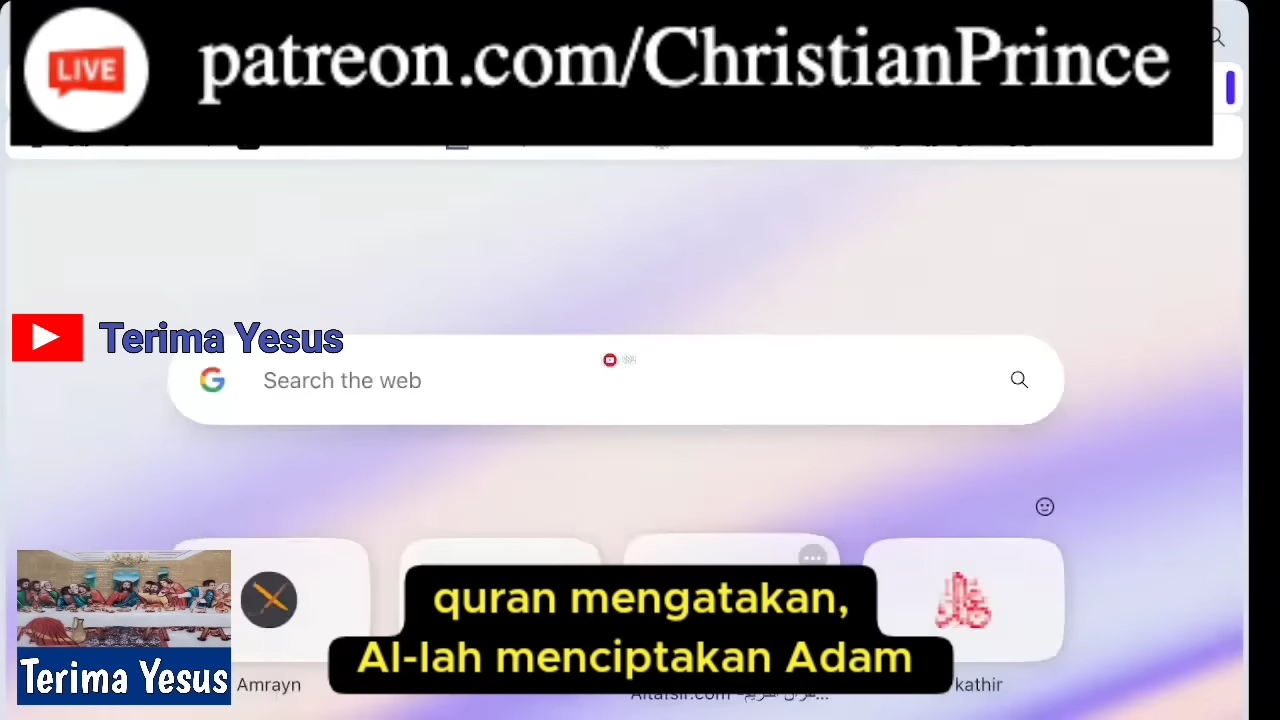 LIVE
patreon.com/ChristianPrince
Terima Yesus
Search the web
quran mengatakan,
Al-lah menciptakan Adam
Terima Yesus
Amrayn
kathir